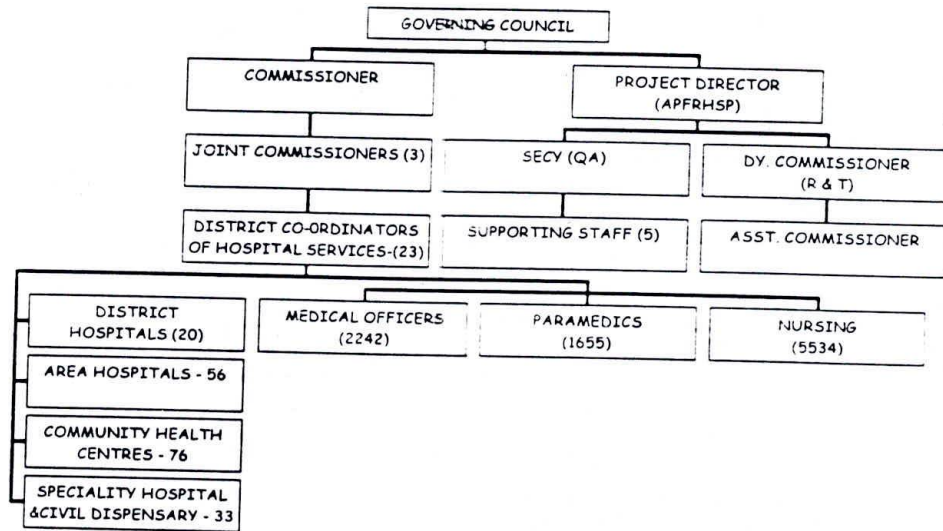 GOVERNING COUNCIL
COMMISSIONER
PROJECT DIRECTOR
(APFRHSP)
JOINT COMMISSIONERS (3)
SECY (QA)
DY. COMMISSIONER
(R & T)
DISTRICT CO-ORDINATORS
OF HOSPITAL SERVICES-(23)
SUPPORTING STAFF (5)
ASST. COMMISSIONER
DISTRICT
HOSPITALS (20)
MEDICAL OFFICERS
(2242)
PARAMEDICS
(1655)
NURSING
(5534)
AREA HOSPITALS - 56
COMMUNITY HEALTH
CENTRES - 76
SPECIALITY HOSPITAL
&CIVIL DISPENSARY - 33